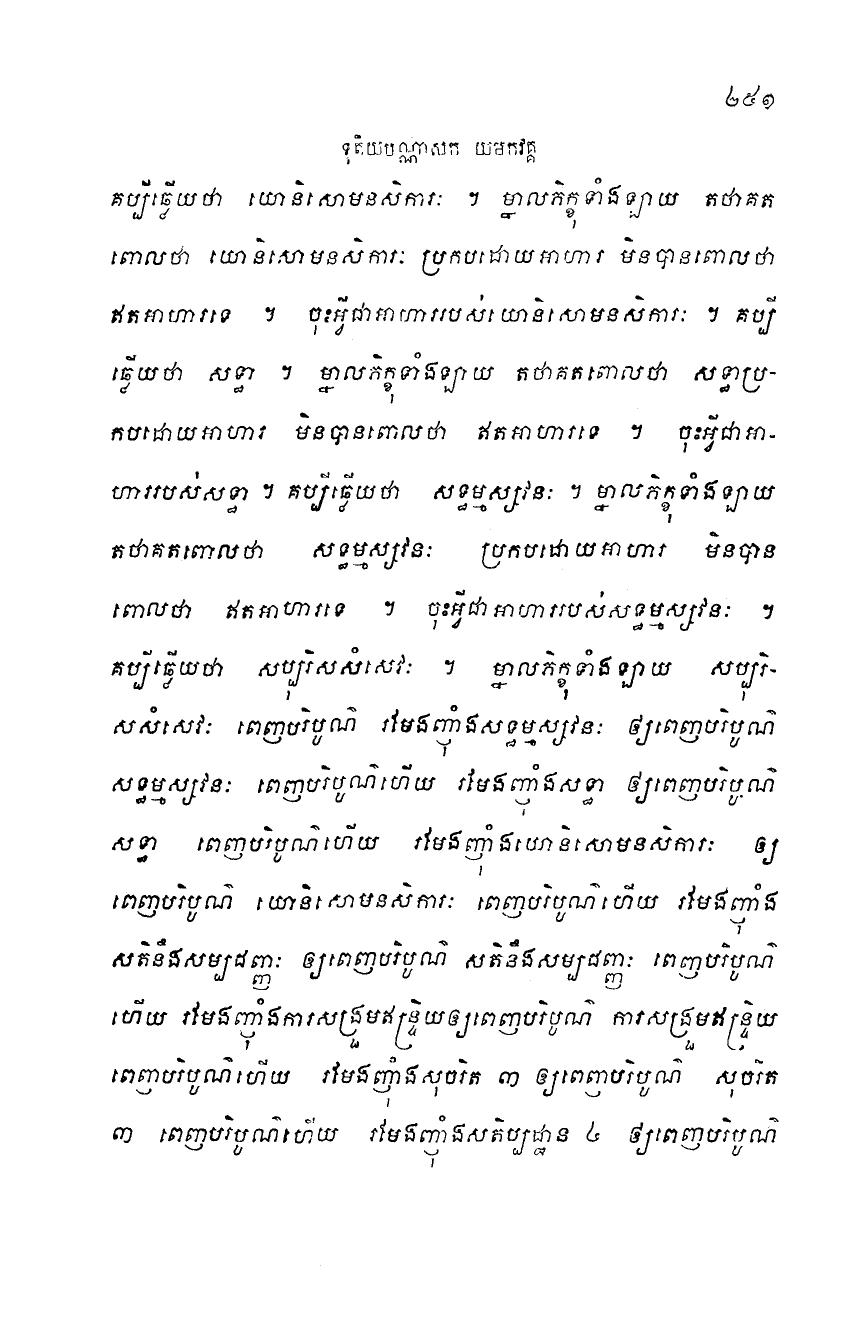 ២៥១
ទុតិយបណ្ណាសក យមកវគ្គ
គប្បីឆ្លើយថា យោនិសោមនសិការៈ ។ ម្នាលភិក្ខុទាំងឡាយ តថាគត
ពោលថា យោនិសោមនសិការៈ ប្រកបដោយអាហារ មិនបានពោលថា
ឥតអាហារទេ ។ ចុះអ្វីជាអាហាររបស់យោនិសោមនសិការៈ ។ គប្បី
ឆ្លើយថា សទ្ធា ។ ម្នាលភិក្ខុទាំងឡាយ តថាគតពោលថា សទ្ធាប្រ-
កបដោយអាហារ មិនបានពោលថា ឥតអាហារទេ ។ ចុះអ្វីជាអា-
ហាររបស់សទ្ធា ។ គប្បីឆ្លើយថា សទ្ធម្មស្សវនៈ ។ ម្នាលភិក្ខុទាំងឡាយ
តថាគតពោលថា សទ្ធម្មស្សវនៈ ប្រកបដោយអាហារ មិនបាន
ពោលថា ឥតអាហារទេ ។ ចុះអ្វីជាអាហាររបស់សទ្ធម្មស្សវនៈ ។
គប្បីឆ្លើយថា សប្បុរិសសំសេវៈ ។ ម្នាលភិក្ខុទាំងឡាយ សប្បុរិ-
សសំសេវៈ ពេញបរិបូណ៌ រមែងញុំាងសទ្ធម្មស្សវនៈ ឲ្យពេញបរិបូណ៌
សទ្ធម្មស្សវនៈ ពេញបរិបូណ៌ហើយ រមែងញុំាងសទ្ធា ឲ្យពេញបរិបូណ៌
សទ្ធា ពេញបរិបូណ៌ហើយ រមែងញុំាងយោនិសោមនសិការៈ ឲ្យ
ពេញបរិបូណ៌ យោនិសោមនសិការៈ ពេញបរិបូណ៌ហើយ រមែងញុំាង
សតិនឹងសម្បជញ្ញៈ ឲ្យពេញបរិបូណ៌ សតិនឹងសម្បជញ្ញៈ ពេញបរិបូណ៌
ហើយ រមែងញុំាងការសង្រួមឥន្រ្ទិយឲ្យពេញបរិបូណ៌ ការសង្រួមឥន្រ្ទិយ
ពេញបរិបូណ៌ហើយ រមែងញុំាងសុចរិត ៣ ឲ្យពេញបរិបូណ៌ សុចរិត
៣ ពេញបរិបូណ៌ហើយ រមែងញុំាងសតិប្បដ្ឋាន ៤ ឲ្យពេញបរិបូណ៌